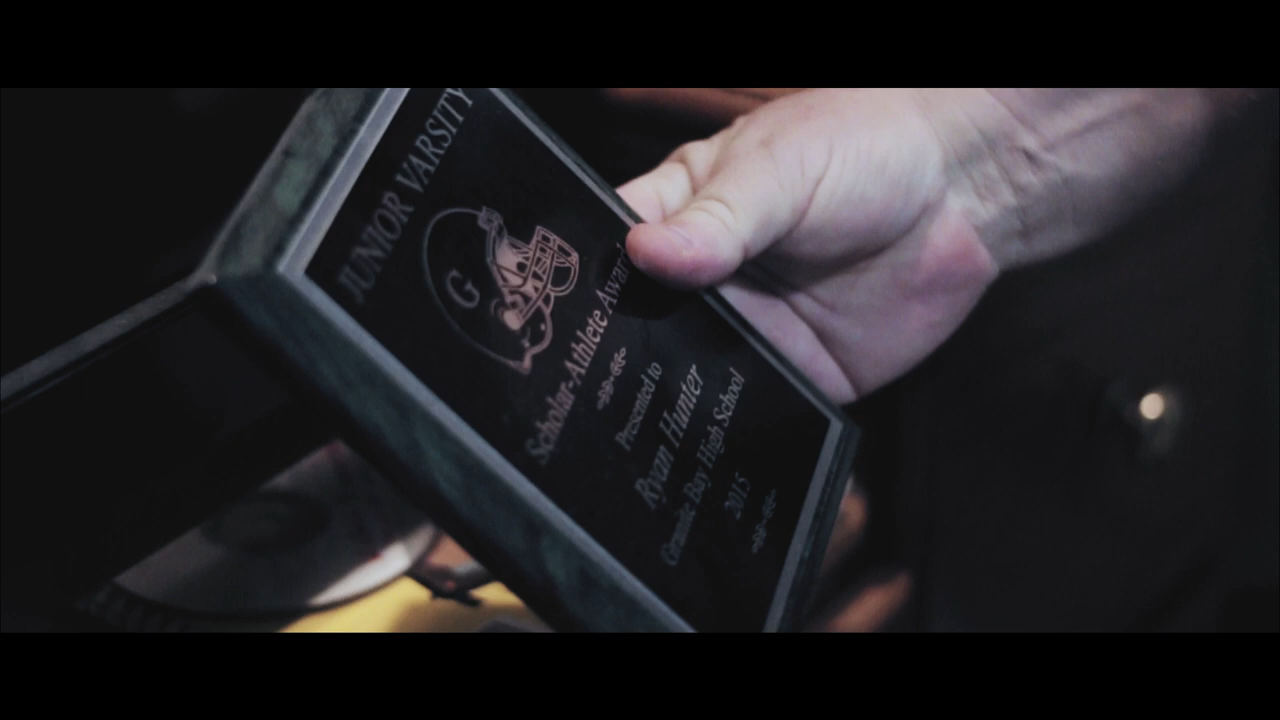 JUNIOR VARSITY
G
Scholar-Athlete Award
Presented to
Ryan Hunter
Granite Bay High School
2015